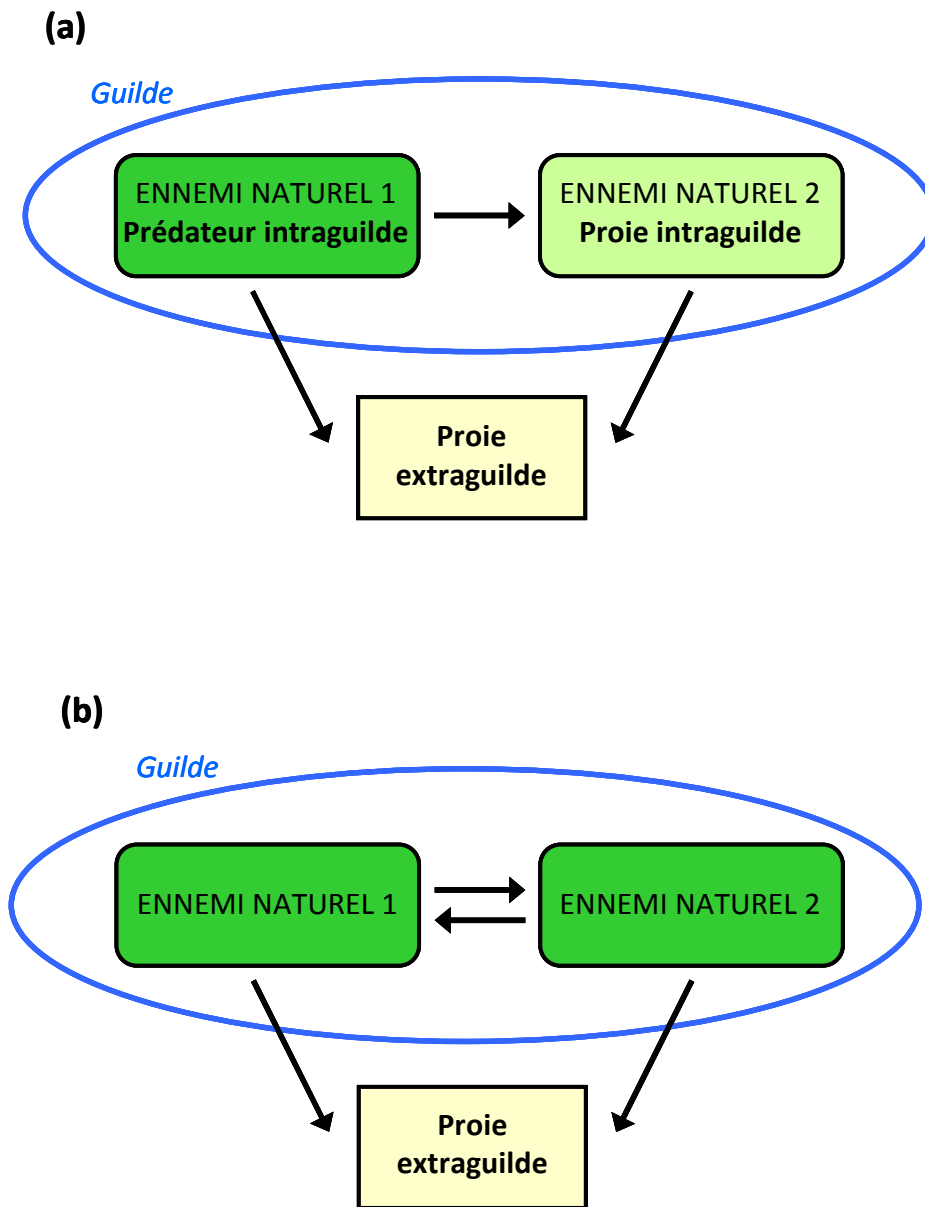 (a)
Guilde
ENNEMI NATUREL 1
Prédateur intraguilde
ENNEMI NATUREL 2
Proie intraguilde
Proie
extraguilde
(b)
Guilde
ENNEMI NATUREL 1
ENNEMI NATUREL 2
Proie
extraguilde